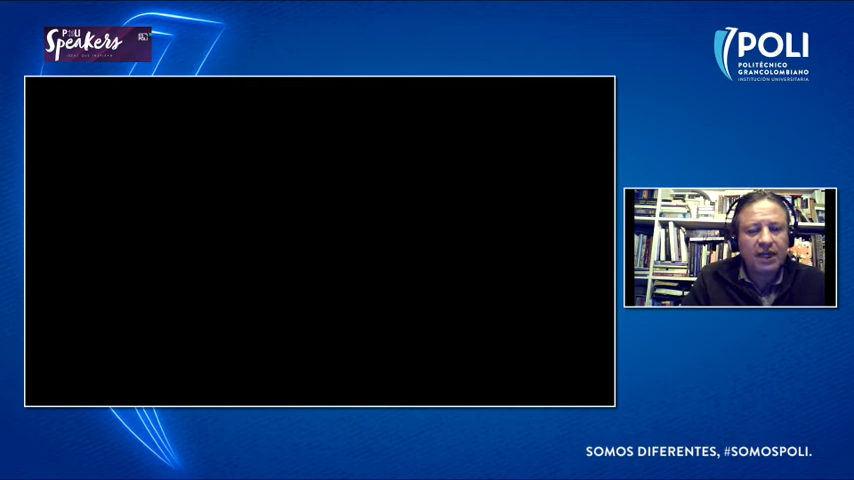 POLI
Speakers
POLI
POLITÉCNICO
GRANCOLOMBIANO
INSTITUCIÓN UNIVERSITARIA
SOMOS DIFERENTES, #SOMOSPOLI.